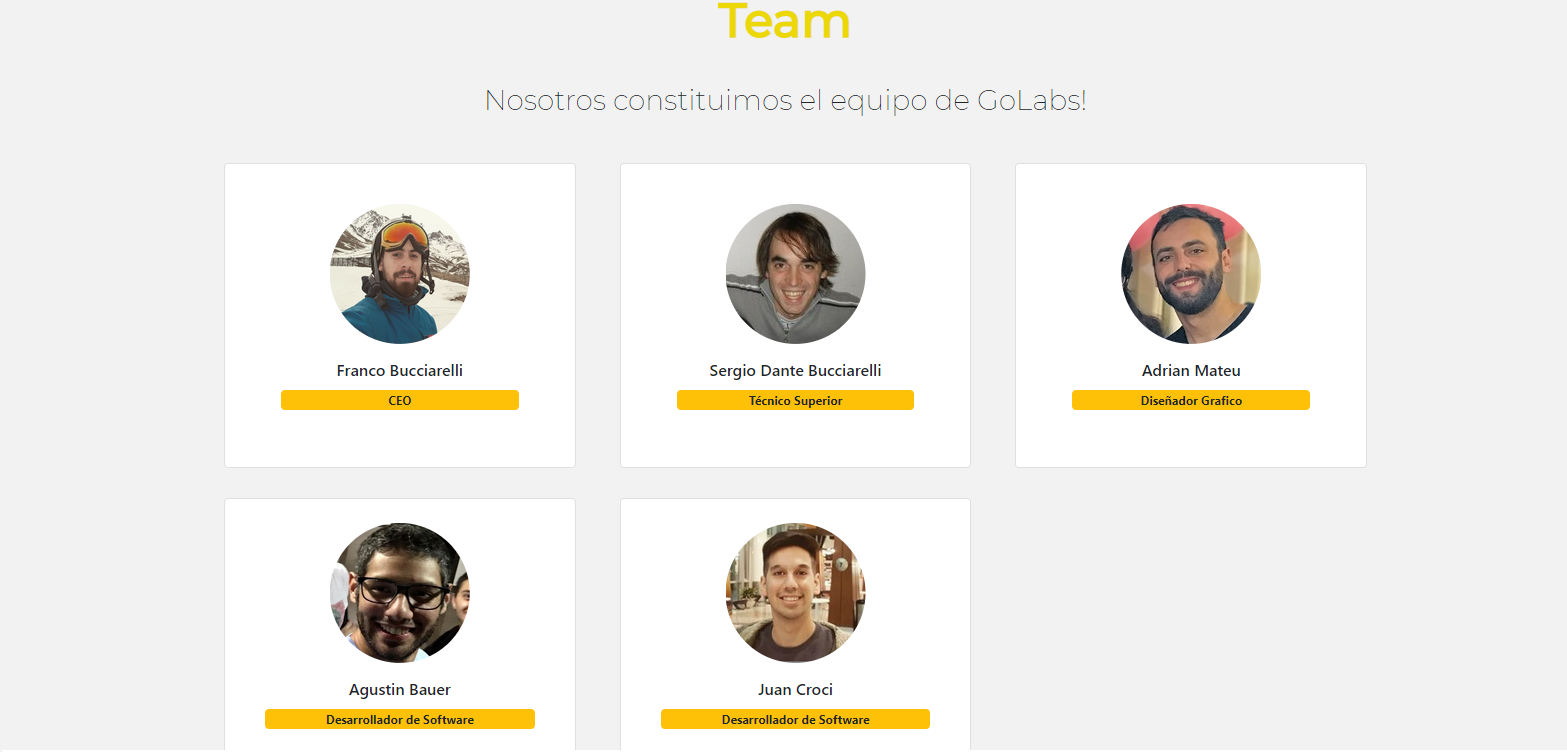 Team
Nosotros constituimos el equipo de GoLabs!
Franco Bucciarelli
CEO
Sergio Dante Bucciarelli
Técnico Superior
Adrian Mateu
Diseñador Grafico
Agustin Bauer
Desarrollador de Software
Juan Croci
Desarrollador de Software